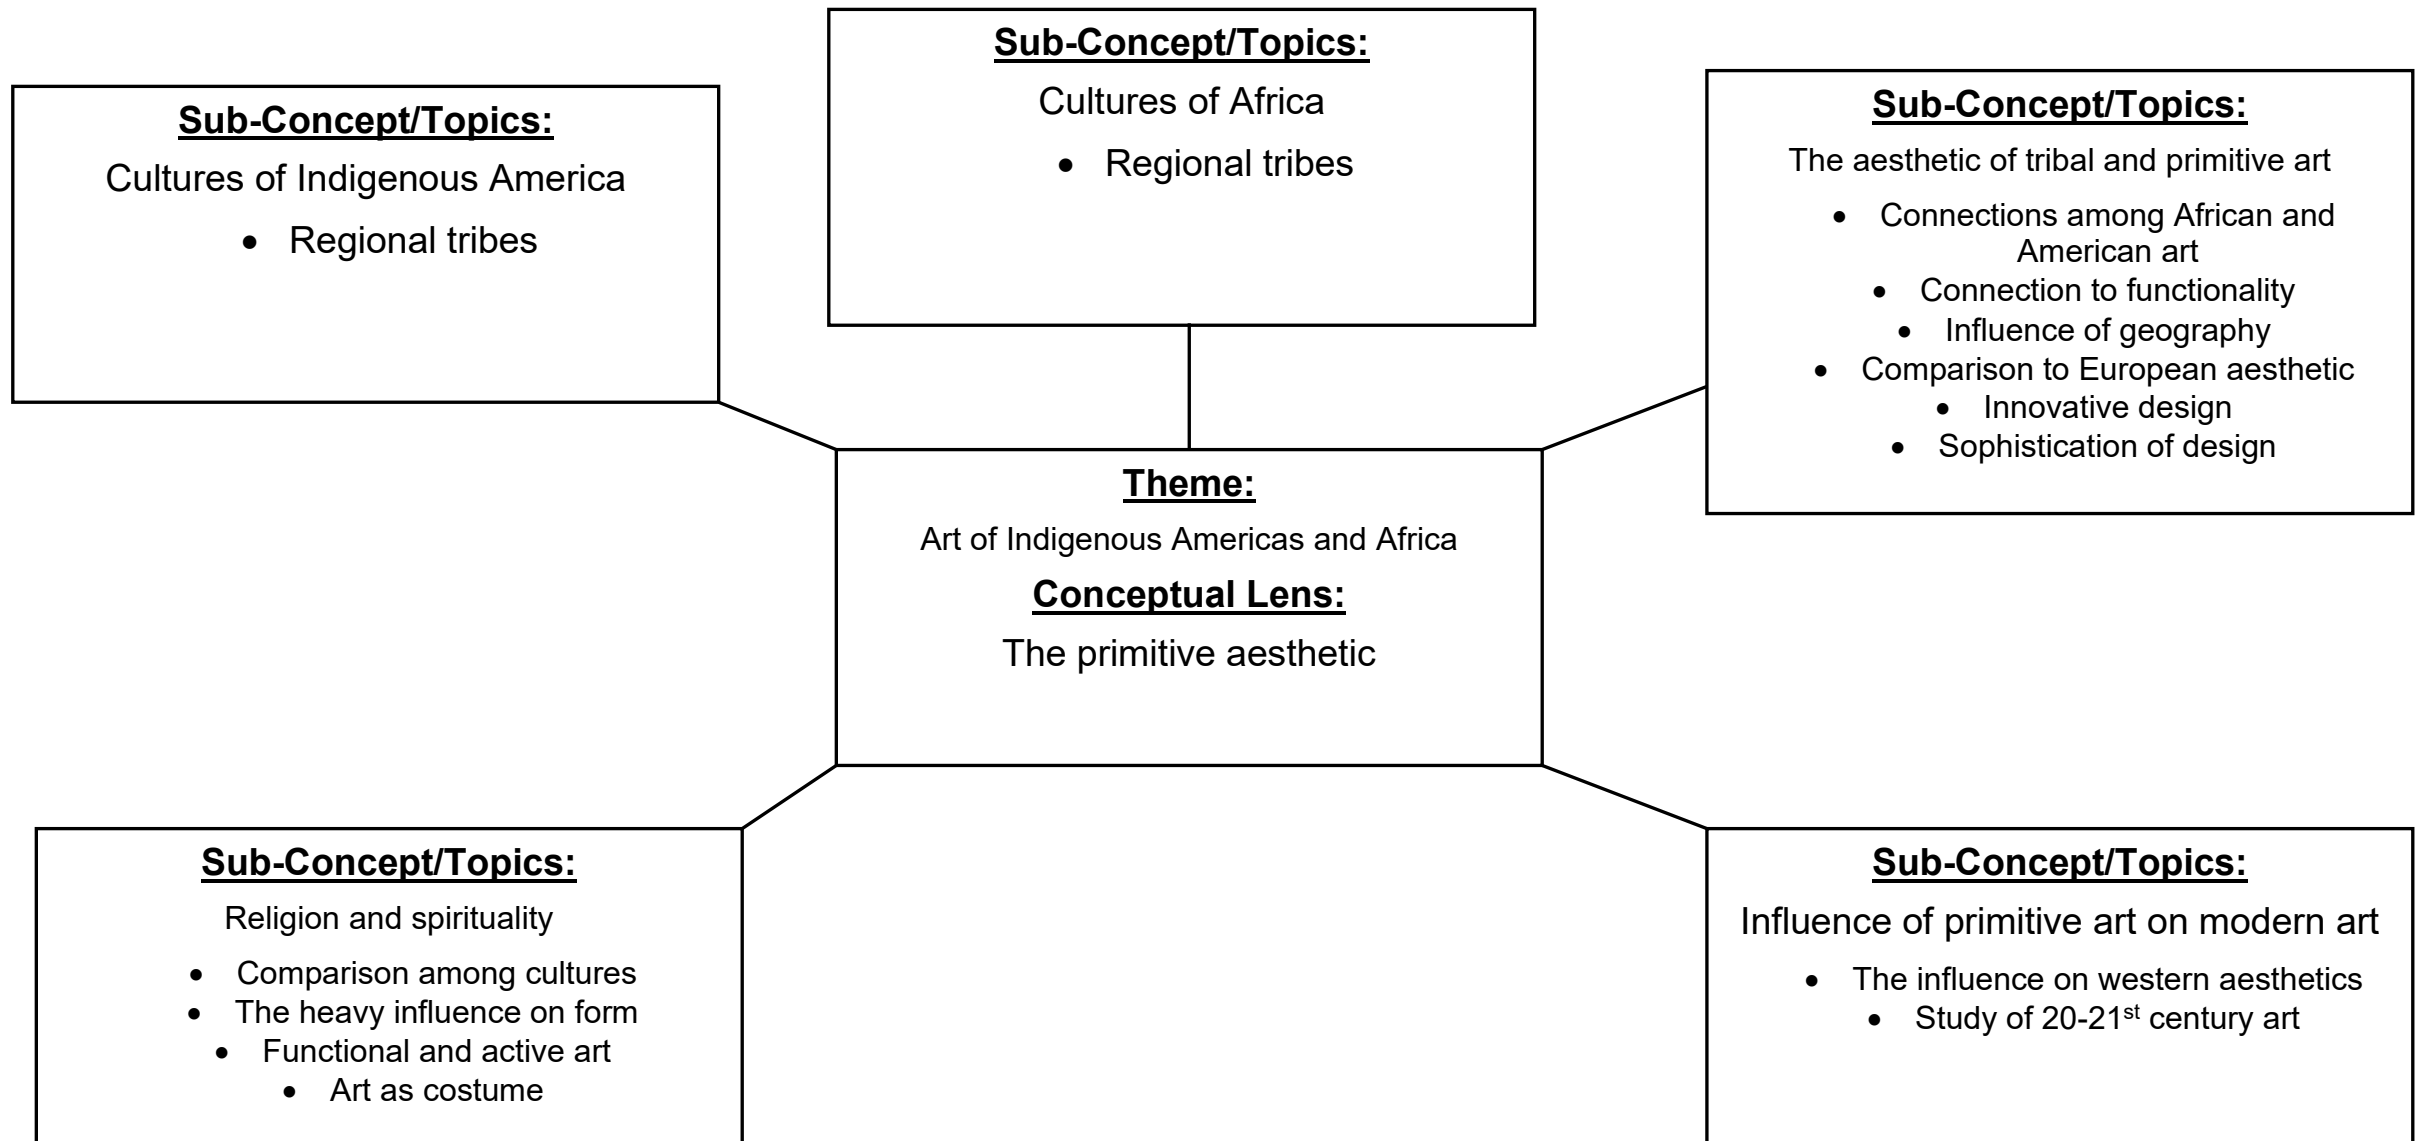 Sub-Concept/Topics:
Cultures of Indigenous America
• Regional tribes
Sub-Concept/Topics:
Cultures of Africa
• Regional tribes
Sub-Concept/Topics:
The aesthetic of tribal and primitive art
• Connections among African and
American art
• Connection to functionality
• Influence of geography
• Comparison to European aesthetic
• Innovative design
• Sophistication of design
Theme:
Art of Indigenous Americas and Africa
Conceptual Lens:
The primitive aesthetic
Sub-Concept/Topics:
Religion and spirituality
• Comparison among cultures
• The heavy influence on form
• Functional and active art
• Art as costume
Sub-Concept/Topics:
Influence of primitive art on modern art
• The influence on western aesthetics
• Study of 20-21st century art